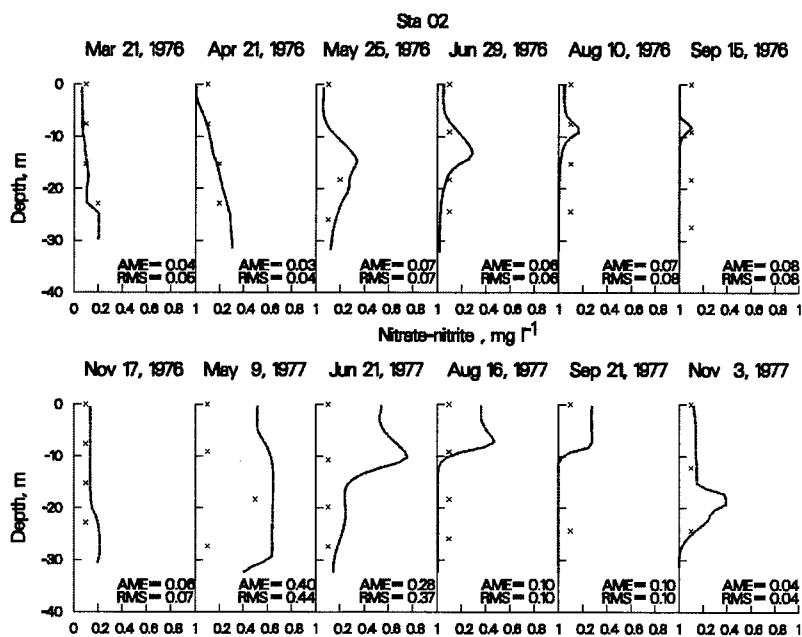 Sta 02
Mar 21, 1976 Apr 21, 1976 May 25, 1976 Jun 29, 1976 Aug 10, 1976 Sep 15, 1976
0
-10
-20
-30
-40
Depth, m
AME= 0.04 AME= 0.03 AME= 0.07 AME= 0.06 AME= 0.07 AME= 0.08
RMS= 0.05 RMS= 0.04 RMS= 0.07 RMS= 0.06 RMS= 0.08 RMS= 0.08
0 0.2 0.4 0.6 0.8 1 0.2 0.4 0.6 0.8 1 0.2 0.4 0.6 0.8 1 0.2 0.4 0.6 0.8 1 0.2 0.4 0.6 0.8 1 0.2 0.4 0.6 0.8 1
Nitrate-nitrite , mg l-1
Nov 17, 1976 May 9, 1977 Jun 21, 1977 Aug 16, 1977 Sep 21, 1977 Nov 3, 1977
0
-10
-20
-30
-40
Depth, m
AME= 0.06 AME= 0.40 AME= 0.28 AME= 0.10 AME= 0.10 AME= 0.04
RMS= 0.07 RMS= 0.44 RMS= 0.37 RMS= 0.10 RMS= 0.10 RMS= 0.04
0 0.2 0.4 0.6 0.8 1 0.2 0.4 0.6 0.8 1 0.2 0.4 0.6 0.8 1 0.2 0.4 0.6 0.8 1 0.2 0.4 0.6 0.8 1 0.2 0.4 0.6 0.8 1